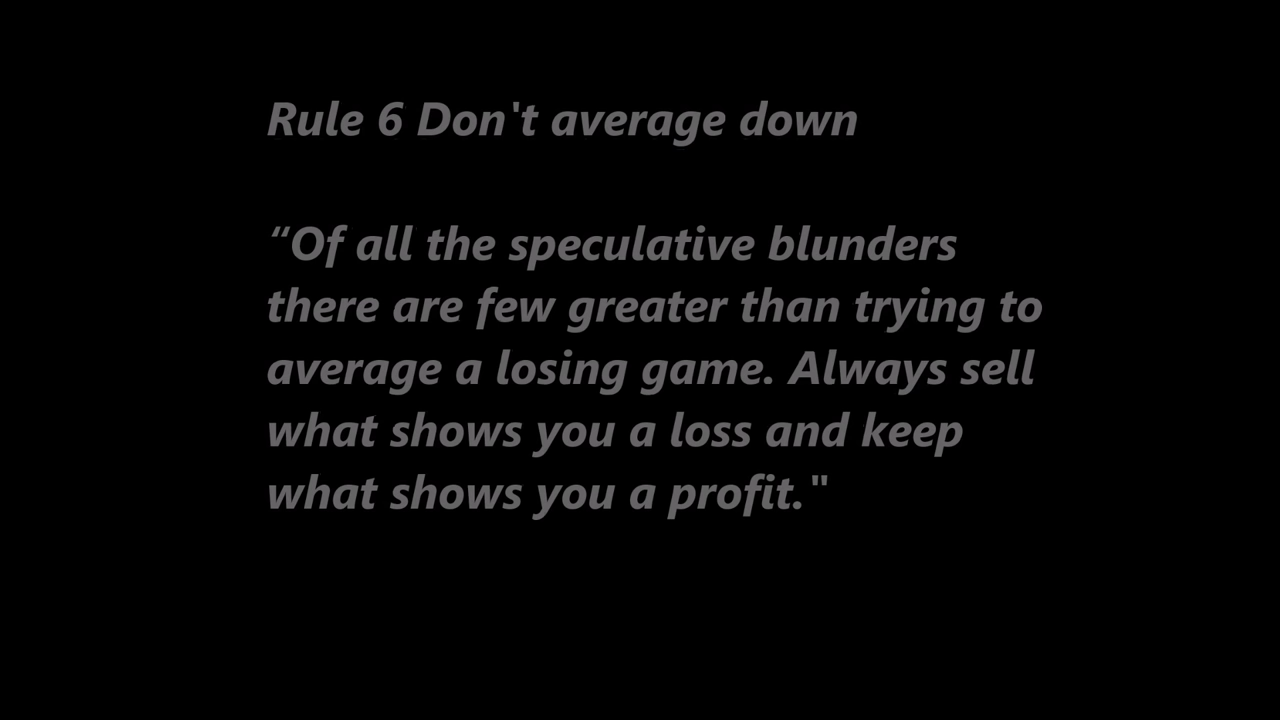 Rule 6 Don't average down
“Of all the speculative blunders
there are few greater than trying to
average a losing game. Always sell
what shows you a loss and keep
what shows you a profit."